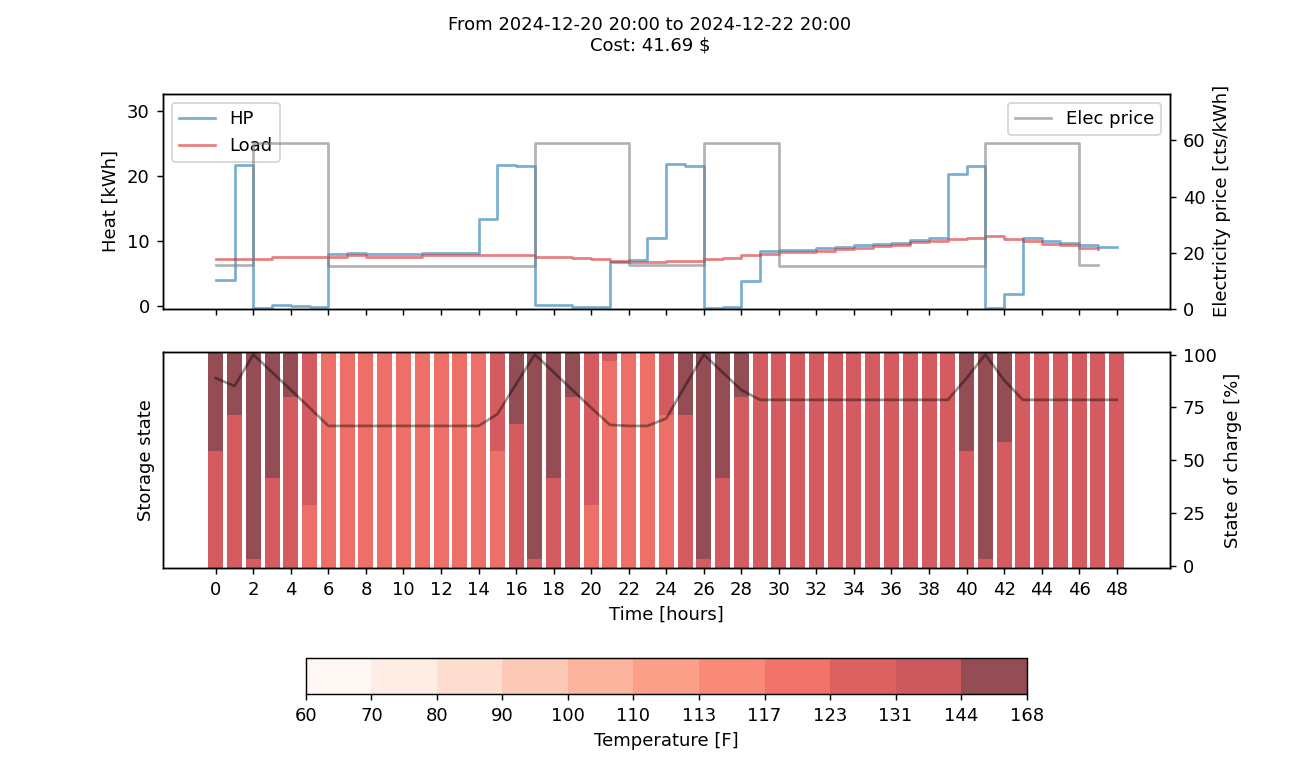 From 2024-12-20 20:00 to 2024-12-22 20:00
Cost: 41.69 $
HP
Load
Elec price
30
20
10
0
Heat [kWh]
60
40
20
0
Electricity price [cts/kWh]
Storage state
100
75
50
25
0
State of charge [%]
0 2 4 6 8 10 12 14 16 18 20 22 24 26 28 30 32 34 36 38 40 42 44 46 48
Time [hours]
60 70 80 90 100 110 113 117 123 131 144 168
Temperature [F]